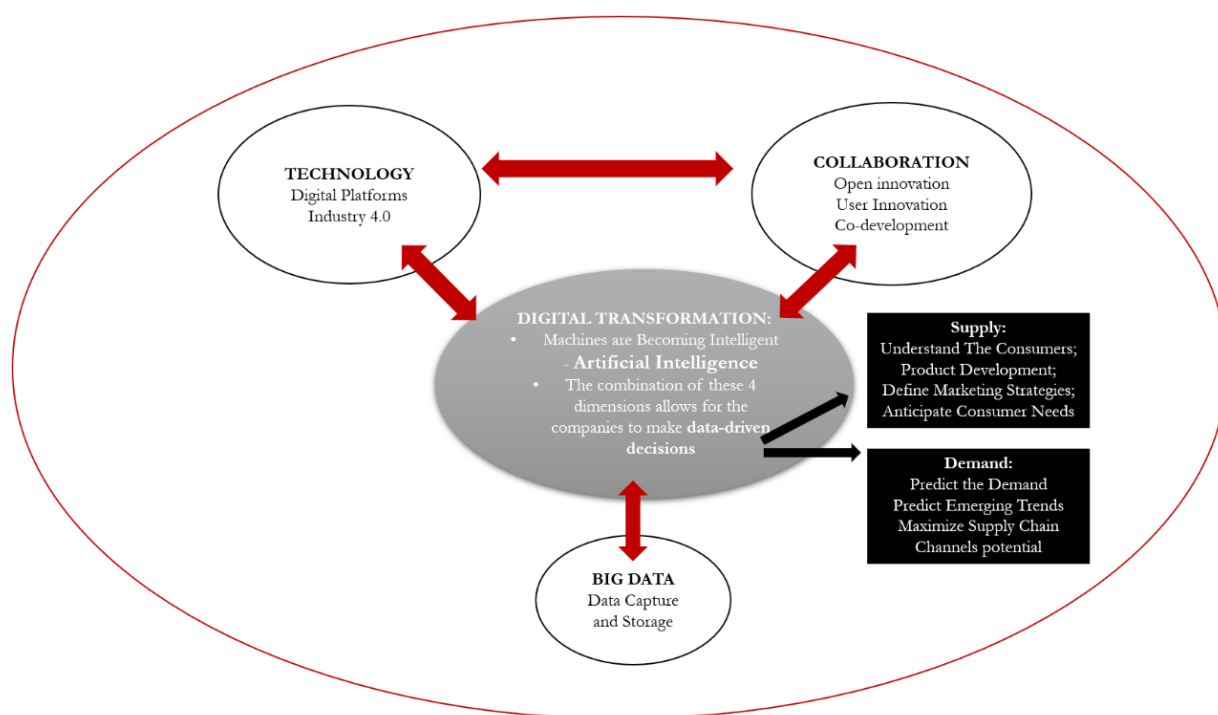 TECHNOLOGY
Digital Platforms
Industry 4.0
COLLABORATION
Open innovation
User Innovation
Co-development
DIGITAL TRANSFORMATION:
• Machines are Becoming Intelligent
- Artificial Intelligence
• The combination of these 4
dimensions allows for the
companies to make data-driven
decisions
Supply:
Understand The Consumers;
Product Development;
Define Marketing Strategies;
Anticipate Consumer Needs
Demand:
Predict the Demand
Predict Emerging Trends
Maximize Supply Chain
Channels potential
BIG DATA
Data Capture
and Storage